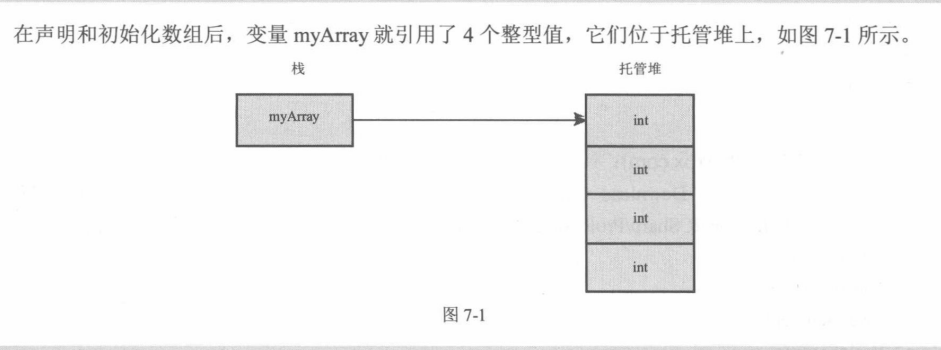 在声明和初始化数组后，变量 myArray 就引用了 4 个整型值，它们位于托管堆上，如图 7-1 所示。
栈 托管堆
myArray
int
int
int
int
图 7-1